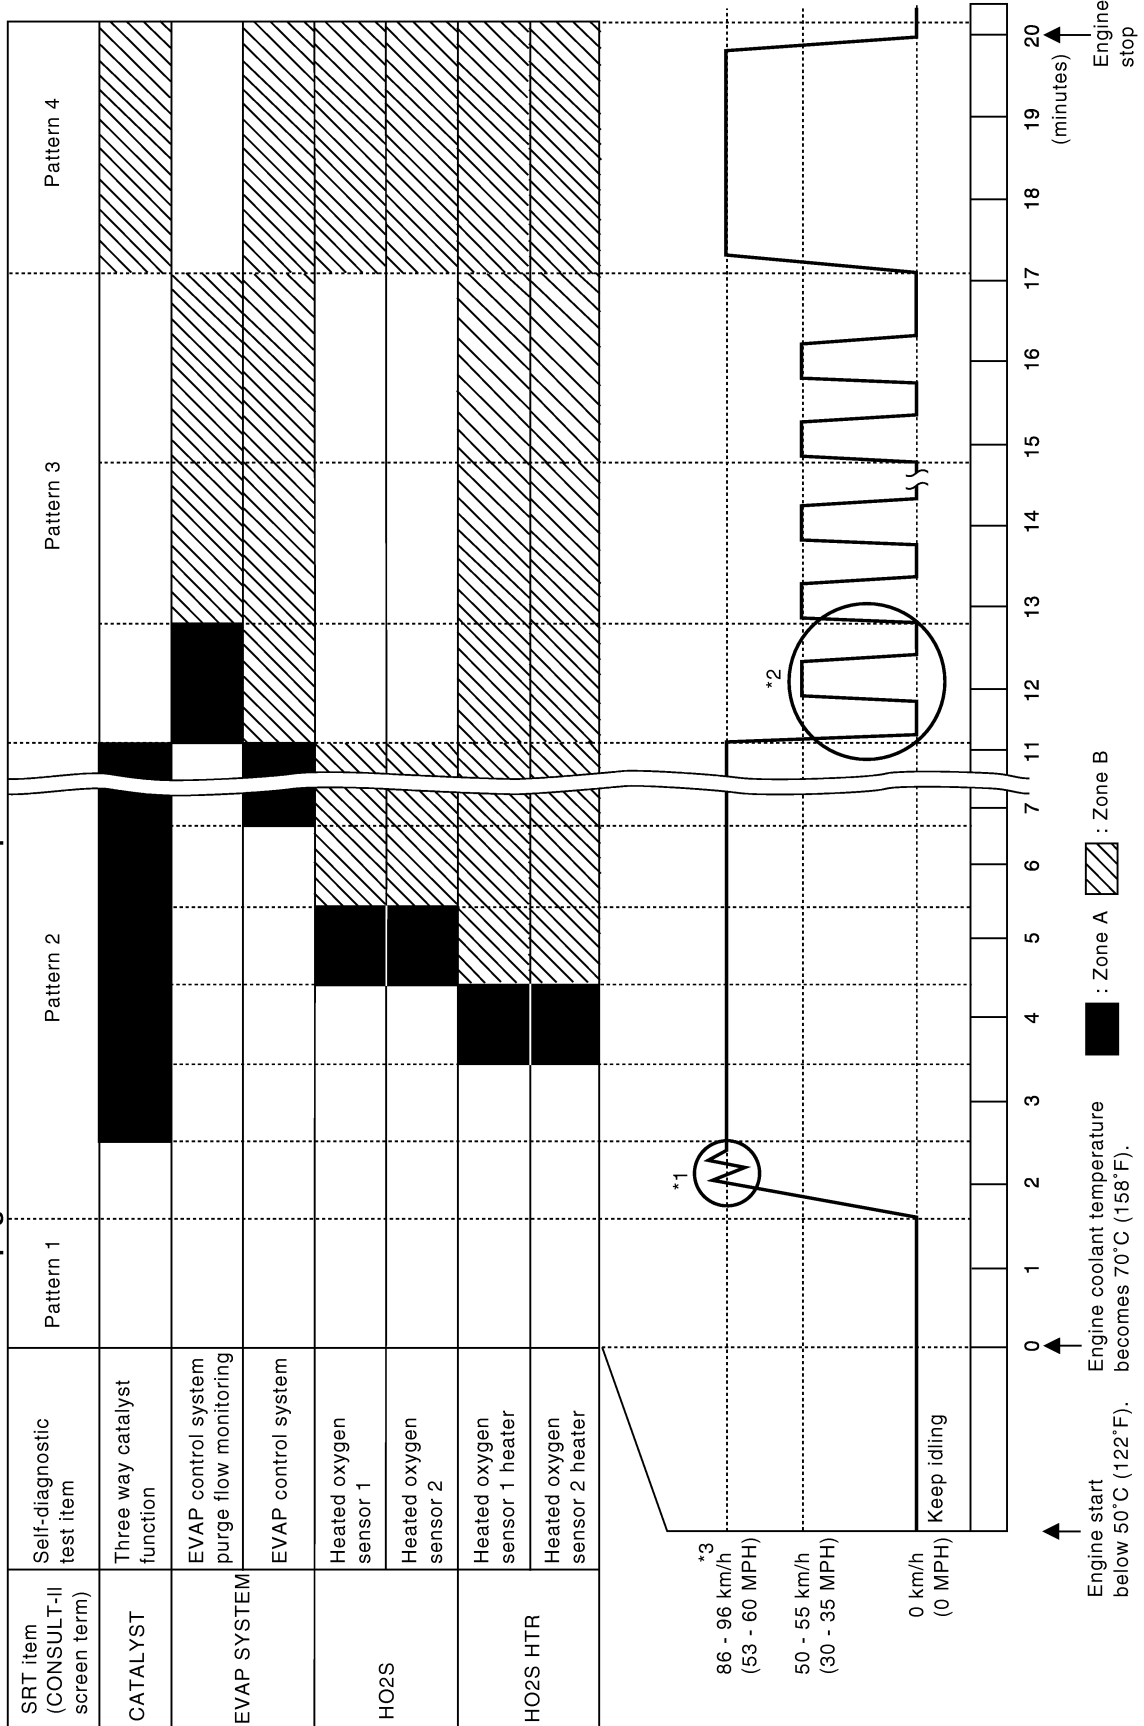 SRT item
(CONSULT-II
screen term)
Self-diagnostic
test item
Pattern 1
Pattern 2
Pattern 3
Pattern 4
CATALYST
Three way catalyst
function
EVAP SYSTEM
EVAP control system
purge flow monitoring
EVAP control system
HO2S
Heated oxygen
sensor 1
Heated oxygen
sensor 2
HO2S HTR
Heated oxygen
sensor 1 heater
Heated oxygen
sensor 2 heater
*3
86 - 96 km/h
(53 - 60 MPH)
*1
*2
50 - 55 km/h
(30 - 35 MPH)
0 km/h
(0 MPH)
Keep idling
0 1 2 3 4 5 6 7 11 12 13 14 15 16 17 18 19 20
(minutes)
Engine start
below 50°C (122°F).
Engine coolant temperature
becomes 70°C (158°F).
: Zone A
: Zone B
Engine
stop